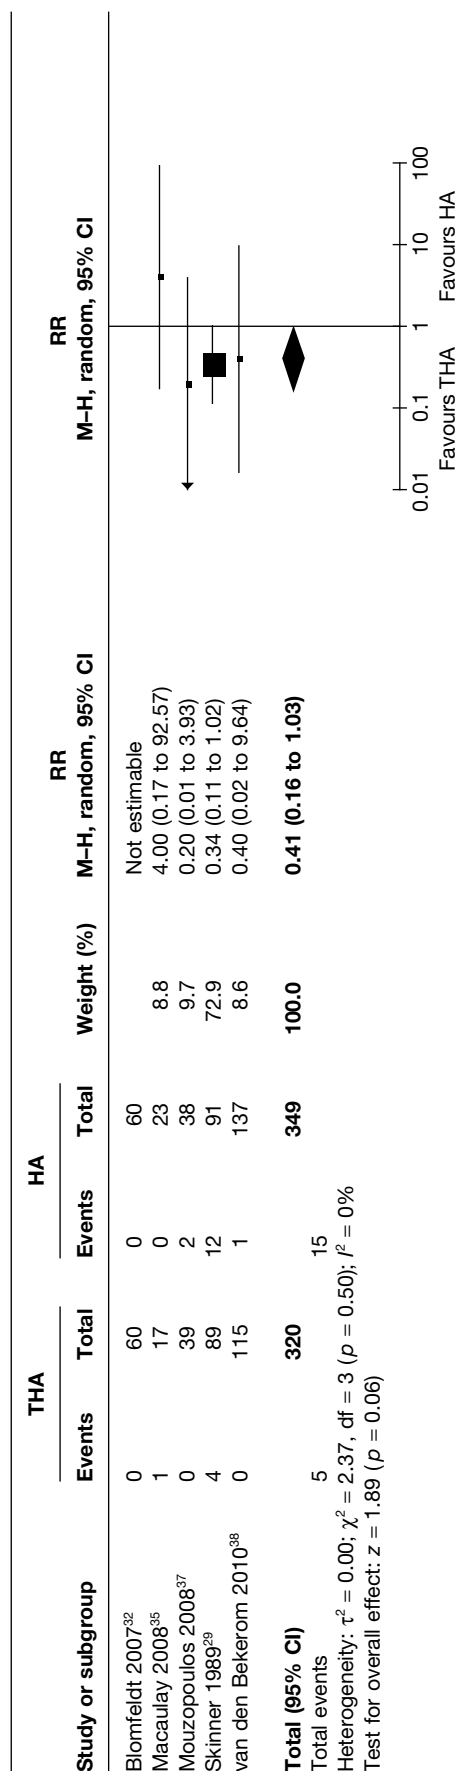 THA HA RR RR
Study or subgroup Events Total Events Total Weight (%) M–H, random, 95% CI M–H, random, 95% CI
Blomfeldt 2007³² 0 60 0 60 Not estimable
Macaulay 2008³⁵ 1 17 0 23 8.8 4.00 (0.17 to 92.57)
Mouzopoulos 2008³⁷ 0 39 2 38 9.7 0.20 (0.01 to 3.93)
Skinner 1989²⁹ 4 89 12 91 72.9 0.34 (0.11 to 1.02)
van den Bekerom 2010³⁸ 0 115 1 137 8.6 0.40 (0.02 to 9.64)
Total (95% CI) 320 349 100.0 0.41 (0.16 to 1.03)
Total events 5 15
Heterogeneity: τ² = 0.00; χ² = 2.37, df = 3 (p = 0.50); I² = 0%
Test for overall effect: z = 1.89 (p = 0.06)
0.01 0.1 1 10 100
Favours THA Favours HA